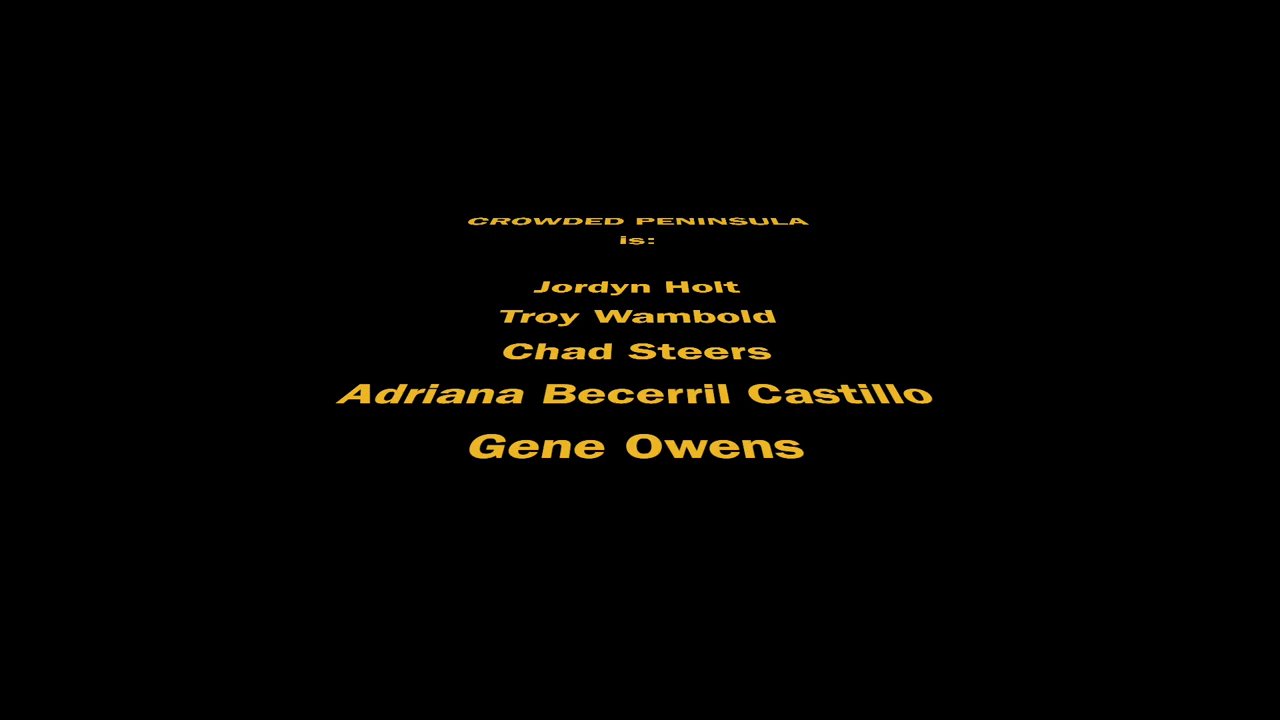 CROWDED PENINSULA
is:
Jordyn Holt
Troy Wambold
Chad Steers
Adriana Becerril Castillo
Gene Owens